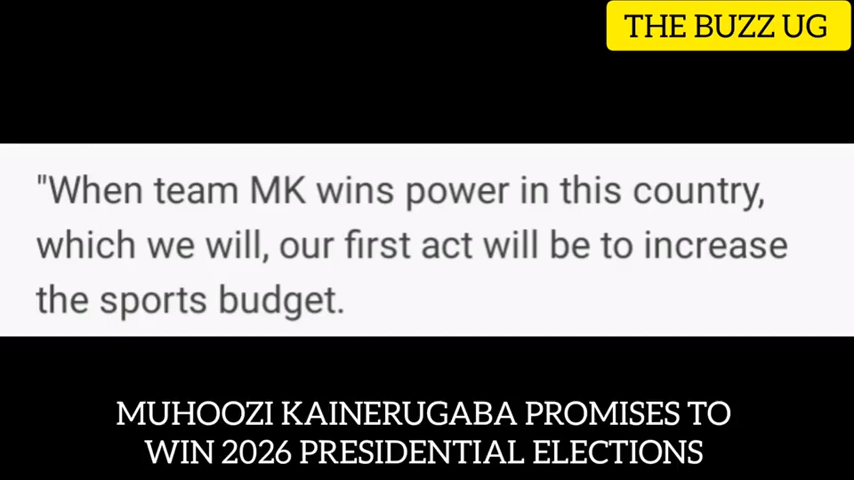 THE BUZZ UG
"When team MK wins power in this country,
which we will, our first act will be to increase
the sports budget.
MUHOOZI KAINERUGABA PROMISES TO
WIN 2026 PRESIDENTIAL ELECTIONS